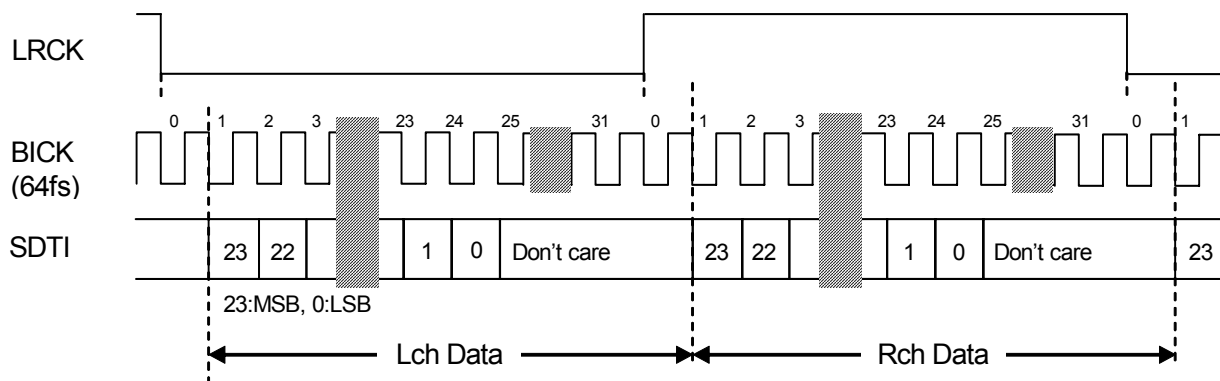 LRCK
0 1 2 3 23 24 25 31 0 1 2 3 23 24 25 31 0 1
BICK
(64fs)
SDTI 23 22 1 0 Don't care 23 22 1 0 Don't care 23
23:MSB, 0:LSB
Lch Data Rch Data